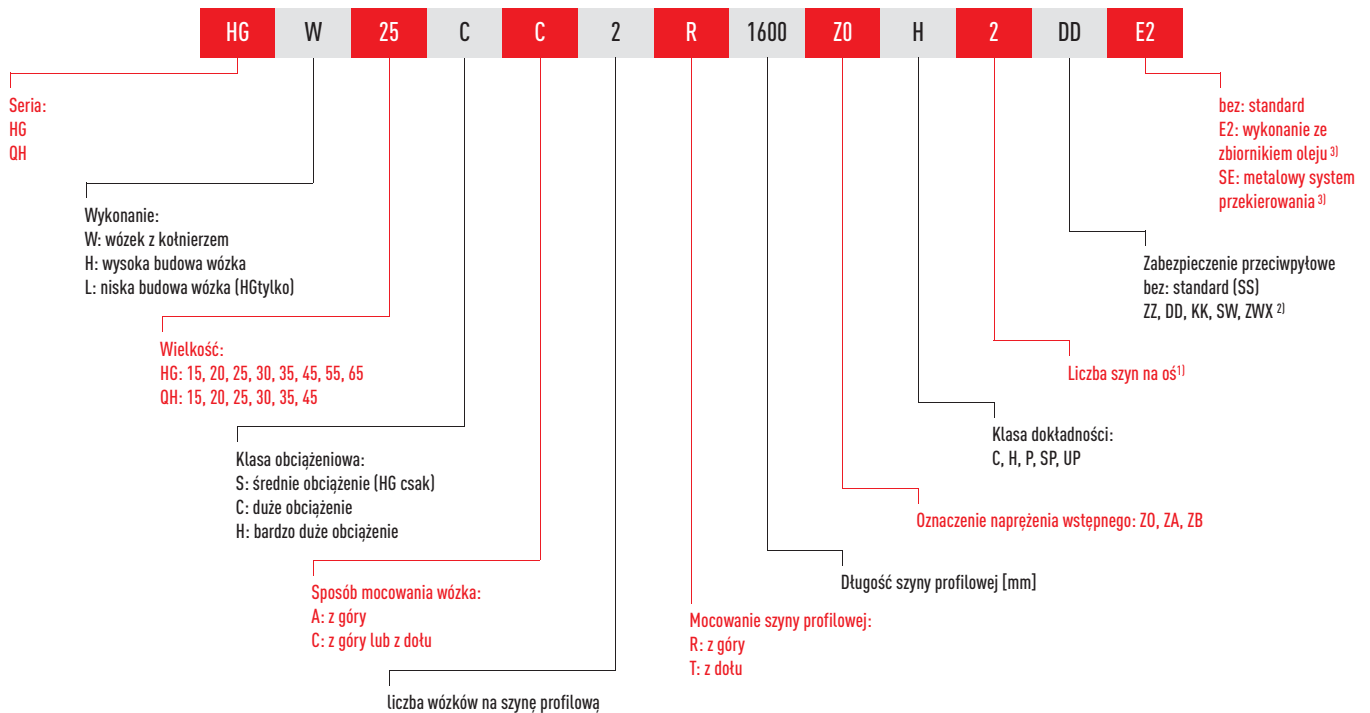 HG W 25 C C 2 R 1600 Z0 H 2 DD E2
Seria:
HG
QH
bez: standard
E2: wykonanie ze
zbiornikiem oleju 3)
SE: metalowy system
przekierowania 3)
Wykonanie:
W: wózek z kołnierzem
H: wysoka budowa wózka
L: niska budowa wózka (HGtylko)
Zabezpieczenie przeciwpyłowe
bez: standard (SS)
ZZ, DD, KK, SW, ZWX 2)
Wielkość:
HG: 15, 20, 25, 30, 35, 45, 55, 65
QH: 15, 20, 25, 30, 35, 45
Liczba szyn na oś1)
Klasa dokładności:
C, H, P, SP, UP
Klasa obciążeniowa:
S: średnie obciążenie (HG csak)
C: duże obciążenie
H: bardzo duże obciążenie
Oznaczenie naprężenia wstępnego: ZO, ZA, ZB
Długość szyny profilowej [mm]
Sposób mocowania wózka:
A: z góry
C: z góry lub z dołu
Mocowanie szyny profilowej:
R: z góry
T: z dołu
liczba wózków na szynę profilową